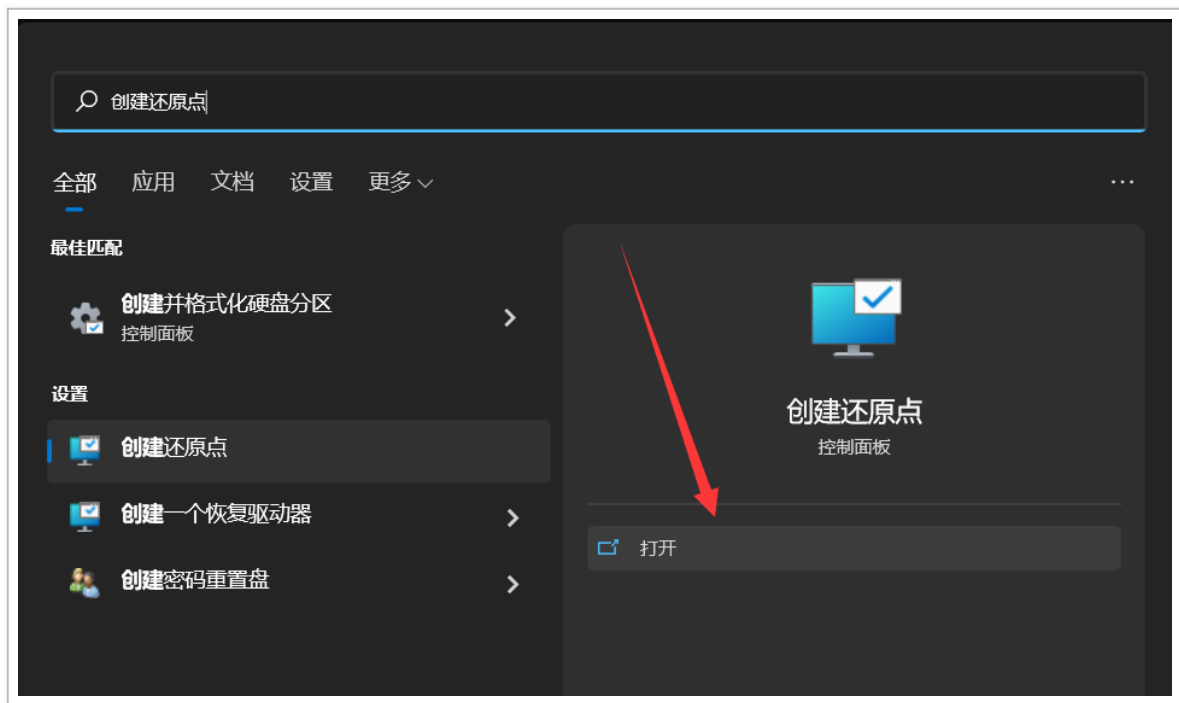 创建还原点
全部 应用 文档 设置 更多
...
最佳匹配
创建并格式化硬盘分区
控制面板
设置
创建还原点
创建一个恢复驱动器
创建密码重置盘
创建还原点
控制面板
打开